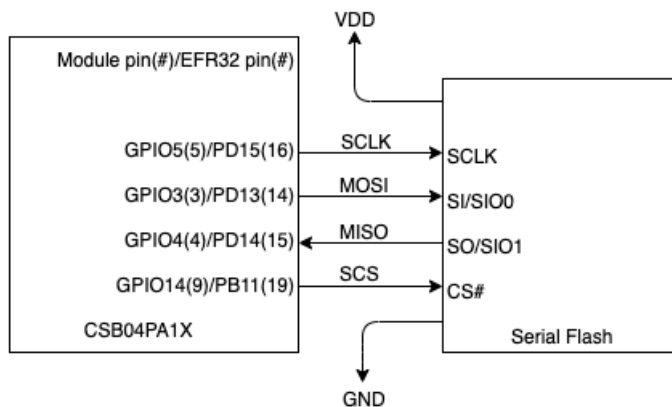 VDD
Module pin(#)/EFR32 pin(#)
GPIO5(5)/PD15(16)
SCLK
SCLK
GPIO3(3)/PD13(14)
MOSI
SI/SIO0
GPIO4(4)/PD14(15)
MISO
SO/SIO1
GPIO14(9)/PB11(19)
SCS
CS#
CSB04PA1X
Serial Flash
GND